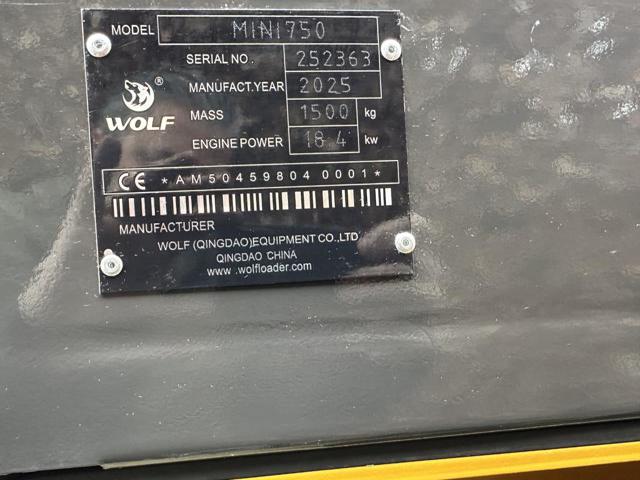 MODEL MINI750
SERIAL NO. 252363
MANUFACT.YEAR 2025
MASS 1500 kg
ENGINE POWER 18.4 kw
®
WOLF
CE *AM50459804 0001*
MANUFACTURER
WOLF (QINGDAO)EQUIPMENT CO.,LTD
QINGDAO CHINA
www.wolfloader.com